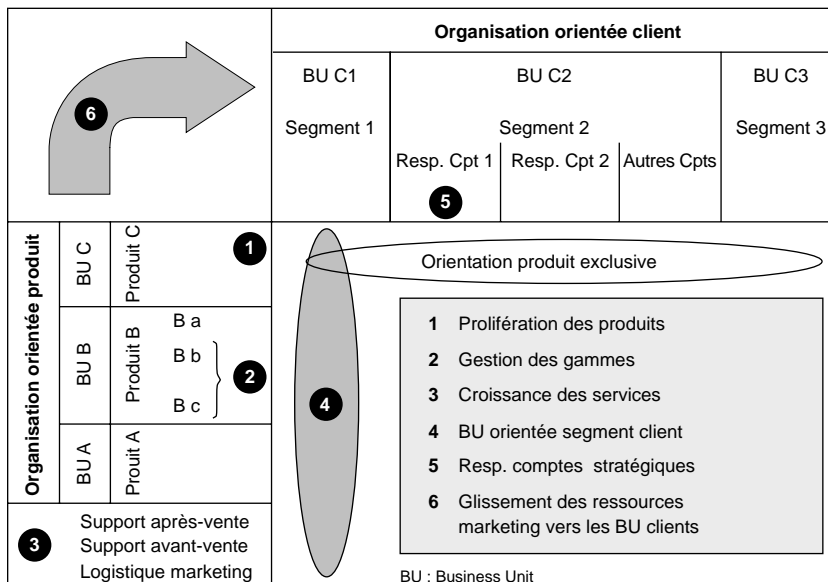 Organisation orientée client
BU C1
BU C2
BU C3
Segment 1
Segment 2
Segment 3
Resp. Cpt 1
Resp. Cpt 2
Autres Cpts
6
5
Organisation orientée produit
BU C
Produit C
1
BU B
Produit B
B a
B b
B c
2
BU A
Prouit A
3
Support après-vente
Support avant-vente
Logistique marketing
Orientation produit exclusive
4
1 Prolifération des produits
2 Gestion des gammes
3 Croissance des services
4 BU orientée segment client
5 Resp. comptes stratégiques
6 Glissement des ressources
marketing vers les BU clients
BU : Business Unit